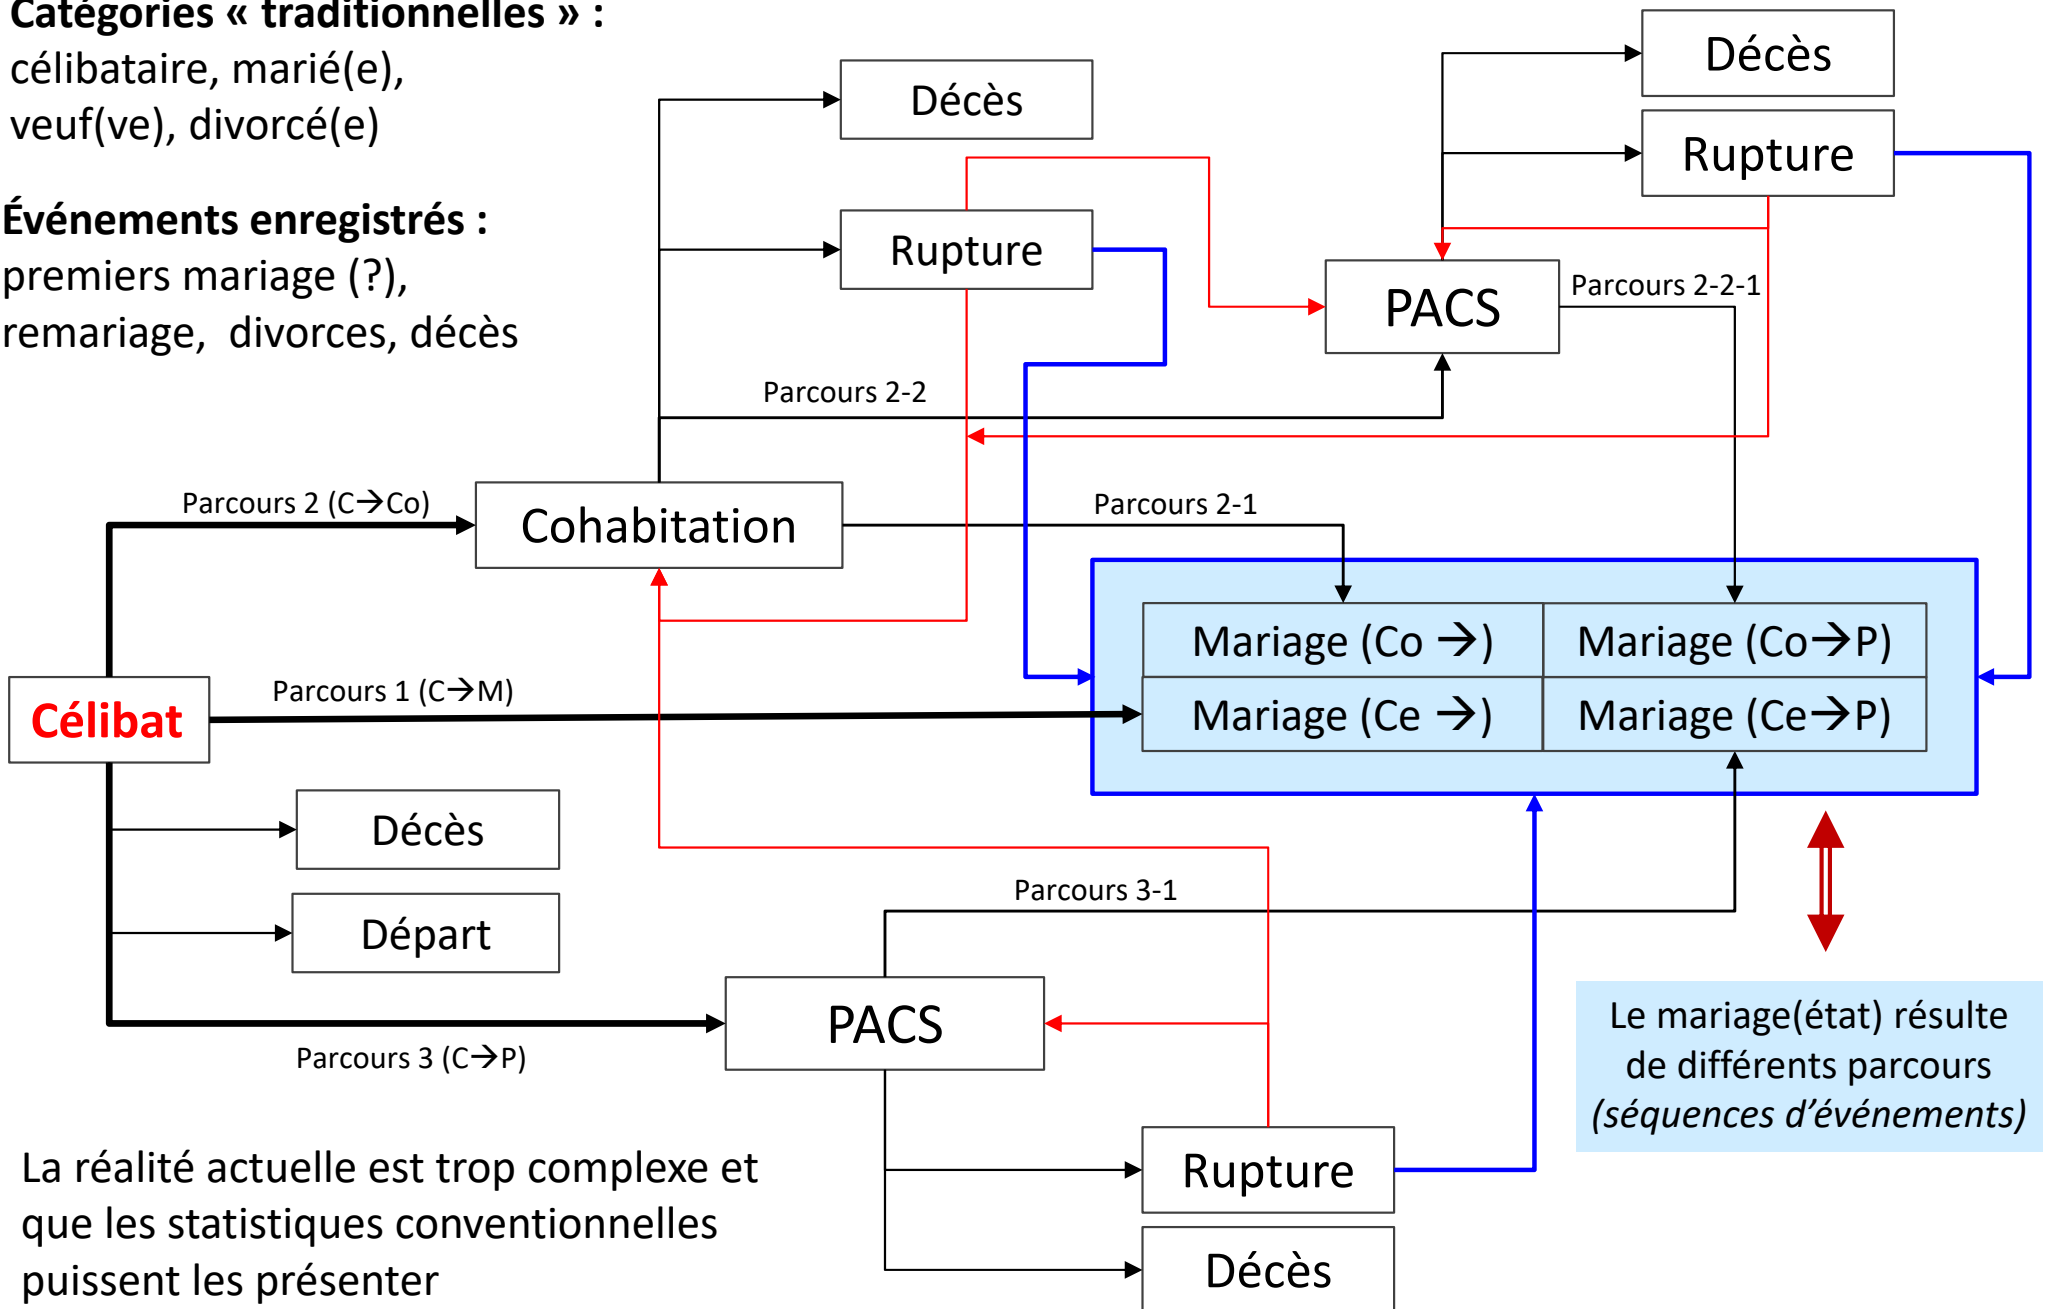 Catégories « traditionnelles » :
célibataire, marié(e),
veuf(ve), divorcé(e)
Événements enregistrés :
premiers mariage (?),
remariage, divorces, décès
Décès
Rupture
Décès
Rupture
PACS
Parcours 2-2-1
Parcours 2-2
Parcours 2 (C→Co)
Cohabitation
Parcours 2-1
Mariage (Co →)
Mariage (Co→P)
Célibat
Parcours 1 (C→M)
Mariage (Ce →)
Mariage (Ce→P)
Décès
Départ
Parcours 3-1
PACS
Parcours 3 (C→P)
Le mariage(état) résulte
de différents parcours
(séquences d’événements)
Rupture
Décès
La réalité actuelle est trop complexe et
que les statistiques conventionnelles
puissent les présenter